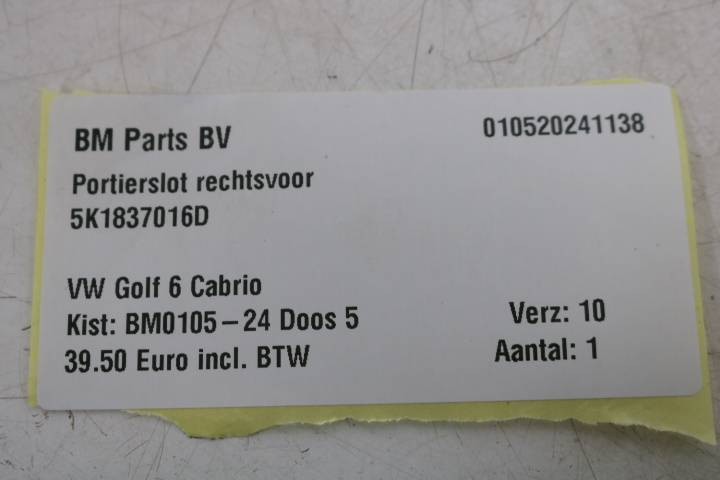 BM Parts BV 010520241138
Portierslot rechtsvoor
5K1837016D
VW Golf 6 Cabrio
Kist: BM0105-24 Doos 5 Verz: 10
39.50 Euro incl. BTW Aantal: 1